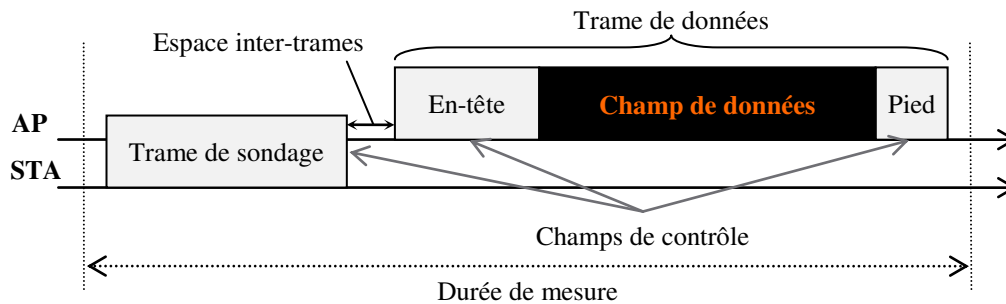 Trame de données
Espace inter-trames
En-tête
Champ de données
Pied
AP
Trame de sondage
STA
Champs de contrôle
Durée de mesure